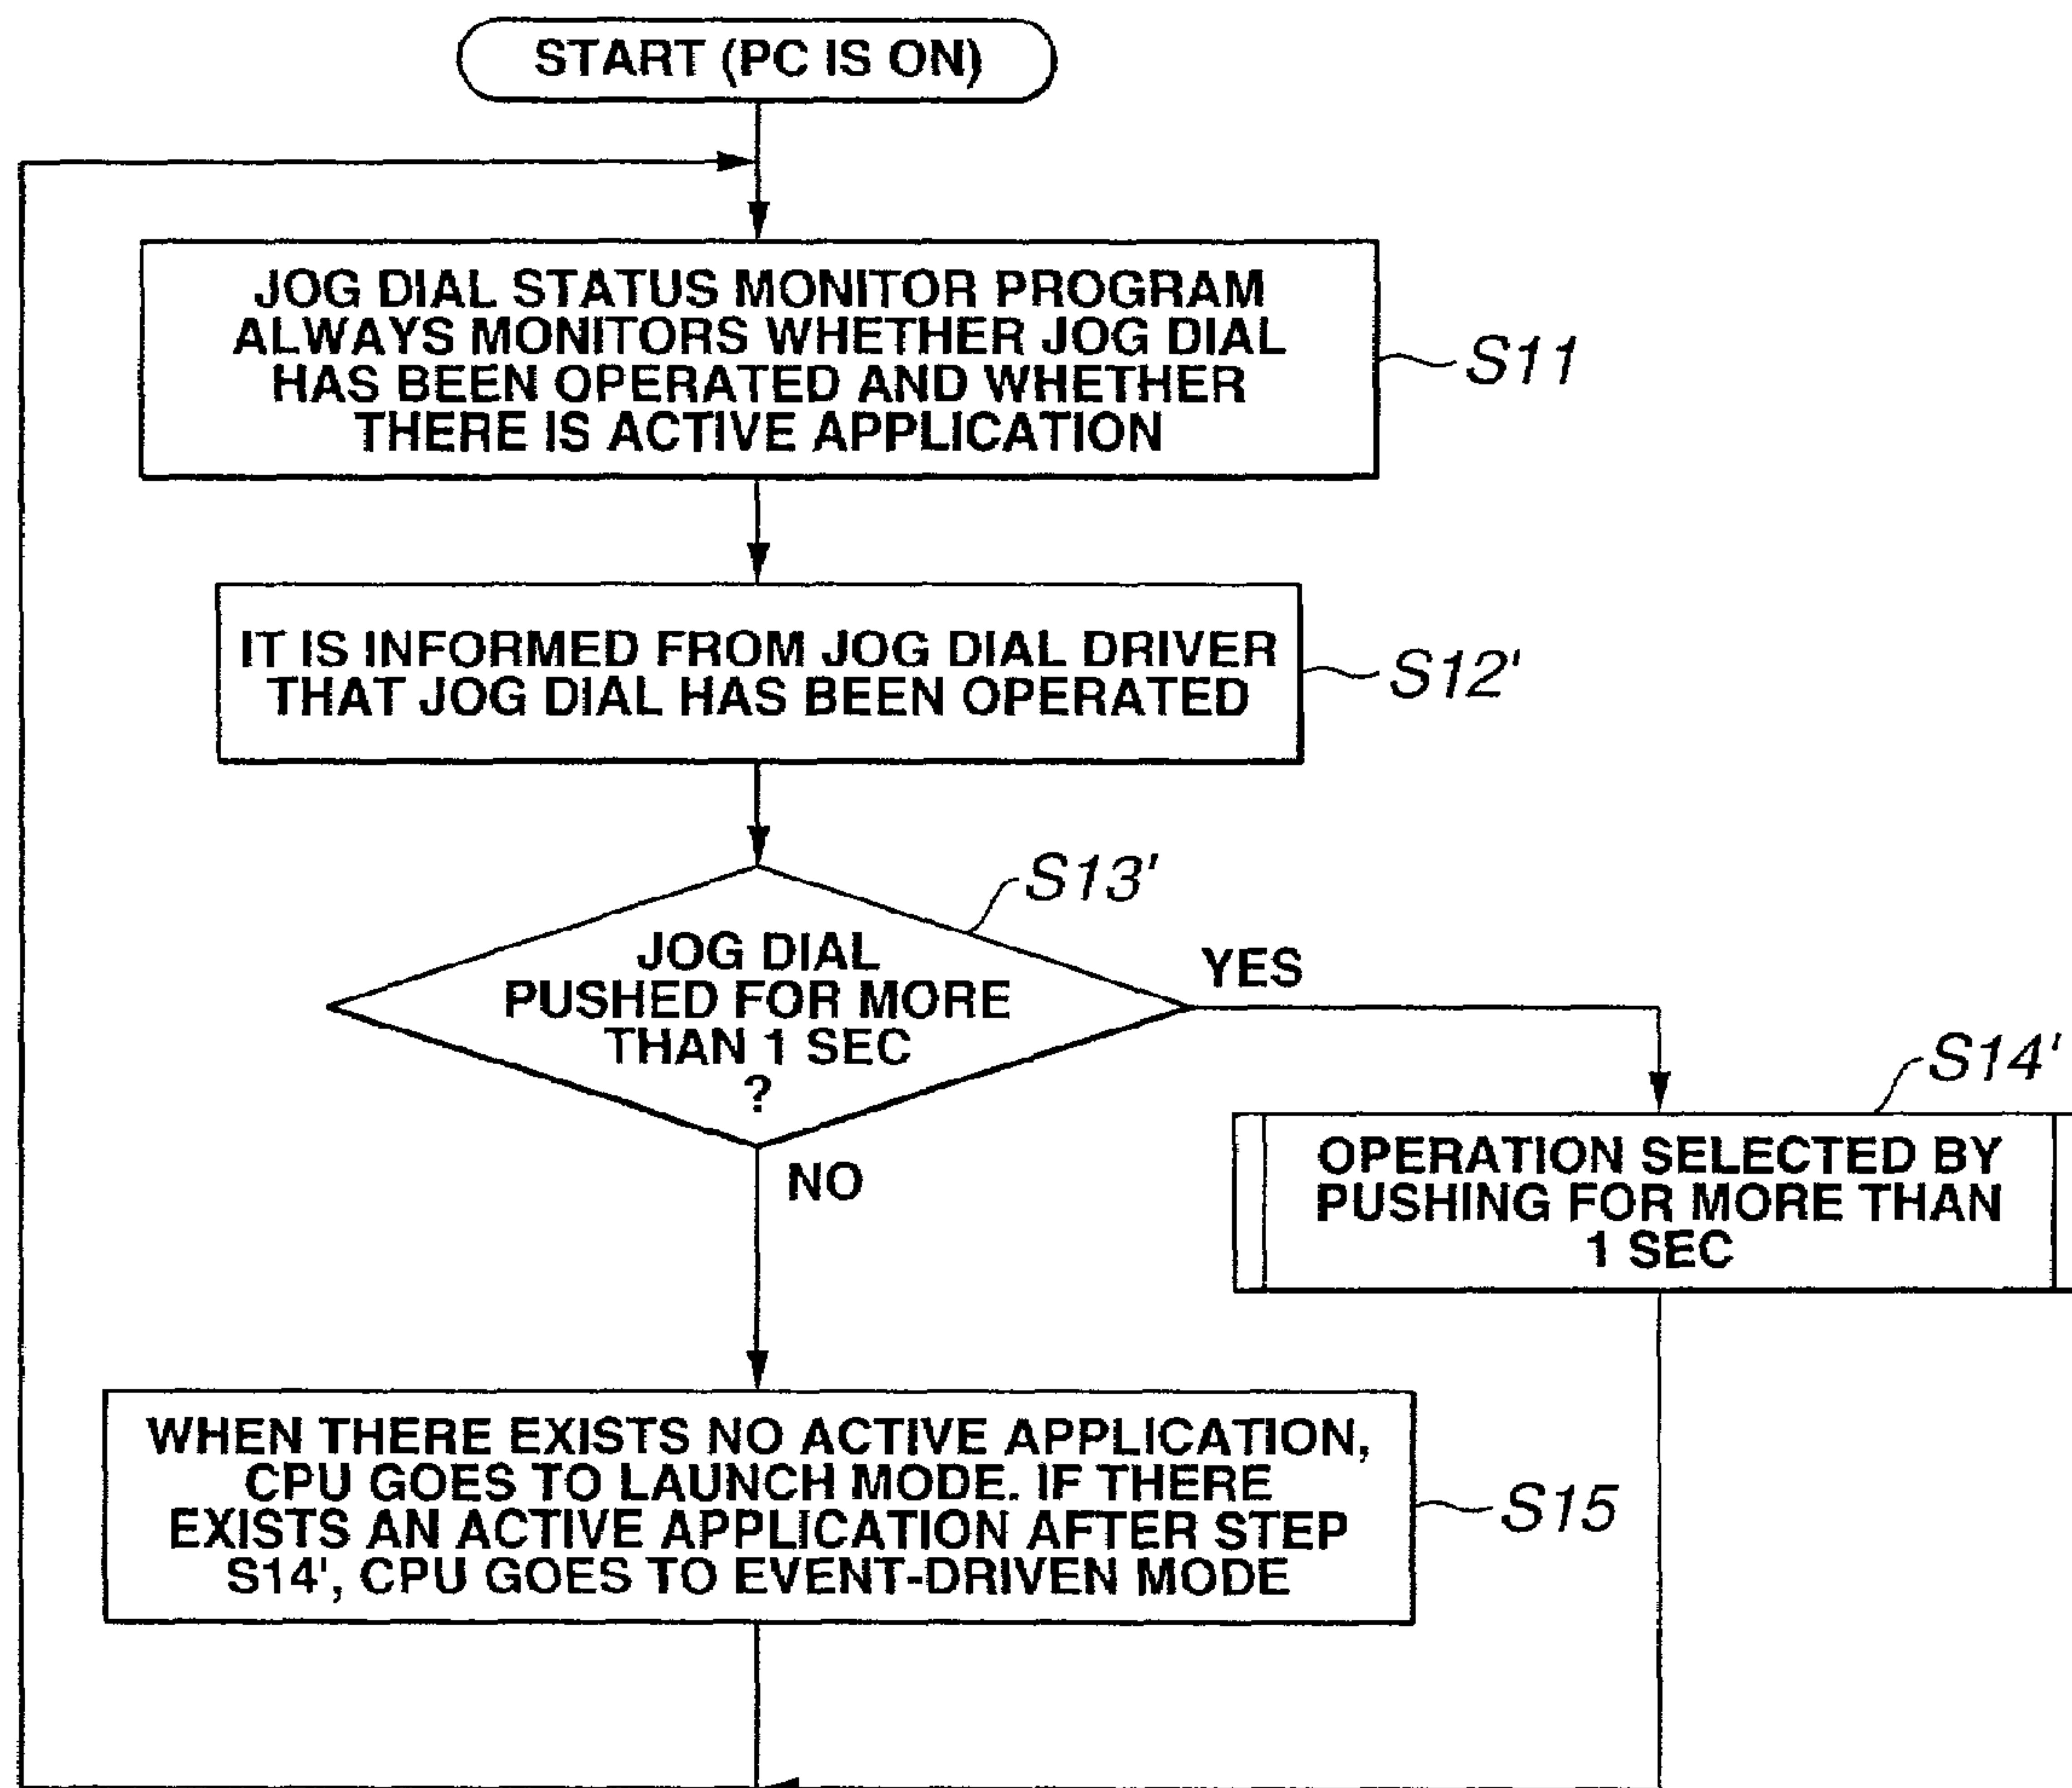 START (PC IS ON)
JOG DIAL STATUS MONITOR PROGRAM
ALWAYS MONITORS WHETHER JOG DIAL
HAS BEEN OPERATED AND WHETHER
THERE IS ACTIVE APPLICATION
S11
IT IS INFORMED FROM JOG DIAL DRIVER
THAT JOG DIAL HAS BEEN OPERATED
S12'
S13'
JOG DIAL
PUSHED FOR MORE
THAN 1 SEC
?
YES
NO
S14'
OPERATION SELECTED BY
PUSHING FOR MORE THAN
1 SEC
WHEN THERE EXISTS NO ACTIVE APPLICATION,
CPU GOES TO LAUNCH MODE. IF THERE
EXISTS AN ACTIVE APPLICATION AFTER STEP
S14', CPU GOES TO EVENT-DRIVEN MODE
S15